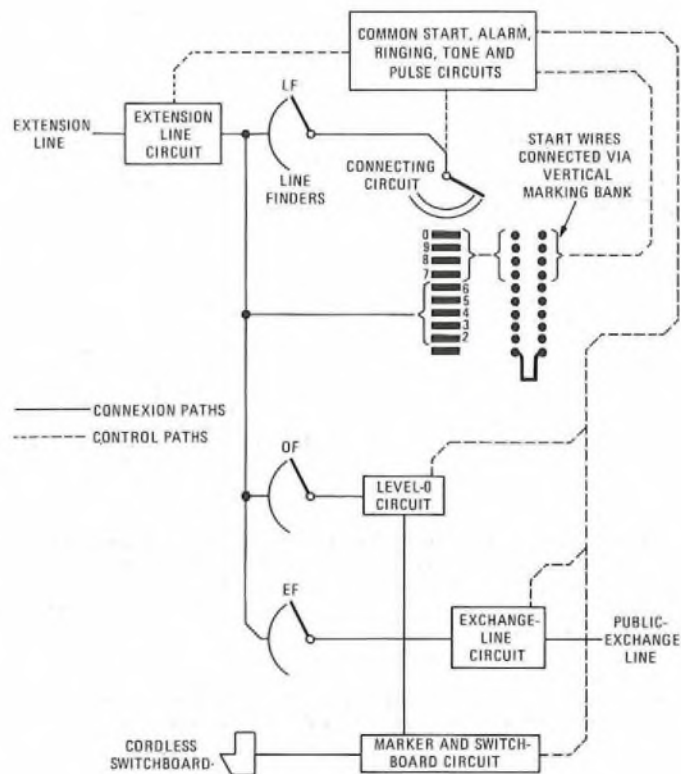 COMMON START, ALARM,
RINGING, TONE AND
PULSE CIRCUITS
LF
EXTENSION
LINE
EXTENSION
LINE
CIRCUIT
LINE
FINDERS
CONNECTING
CIRCUIT
START WIRES
CONNECTED VIA
VERTICAL
MARKING BANK
0
9
8
7
6
5
4
3
2
CONNEXION PATHS
CONTROL PATHS
OF
LEVEL-0
CIRCUIT
EF
EXCHANGE-
LINE
CIRCUIT
PUBLIC-
EXCHANGE
LINE
CORDLESS
SWITCHBOARD
MARKER AND SWITCH-
BOARD CIRCUIT